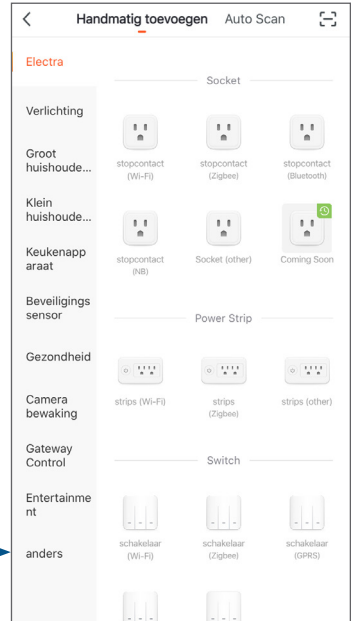 Handmatig toevoegen Auto Scan
Electra
Verlichting
Groot
huishoude...
Klein
huishoude...
Keukenapp
araat
Beveiligings
sensor
Gezondheid
Camera
bewaking
Gateway
Control
Entertainme
nt
anders
Socket
stopcontact stopcontact stopcontact
(Wi-Fi) (Zigbee) (Bluetooth)
stopcontact Socket (other) Coming Soon
(NB)
Power Strip
strips (Wi-Fi) strips strips (other)
(Zigbee)
Switch
schakelaar schakelaar schakelaar
(Wi-Fi) (Zigbee) (GPRS)